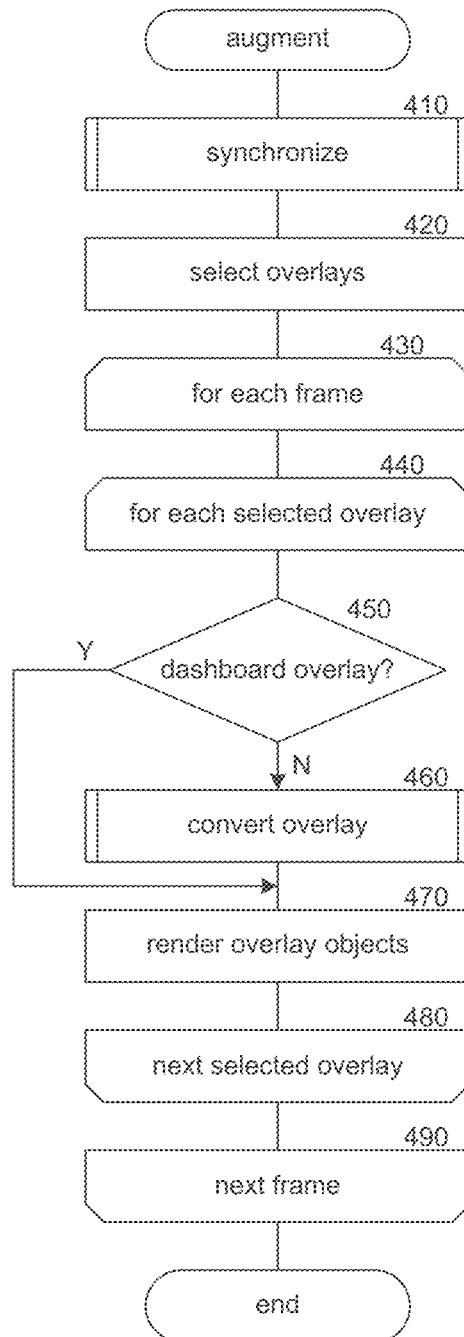 augment
410
synchronize
420
select overlays
430
for each frame
440
for each selected overlay
450
Y
dashboard overlay?
N
460
convert overlay
470
render overlay objects
480
next selected overlay
490
next frame
end